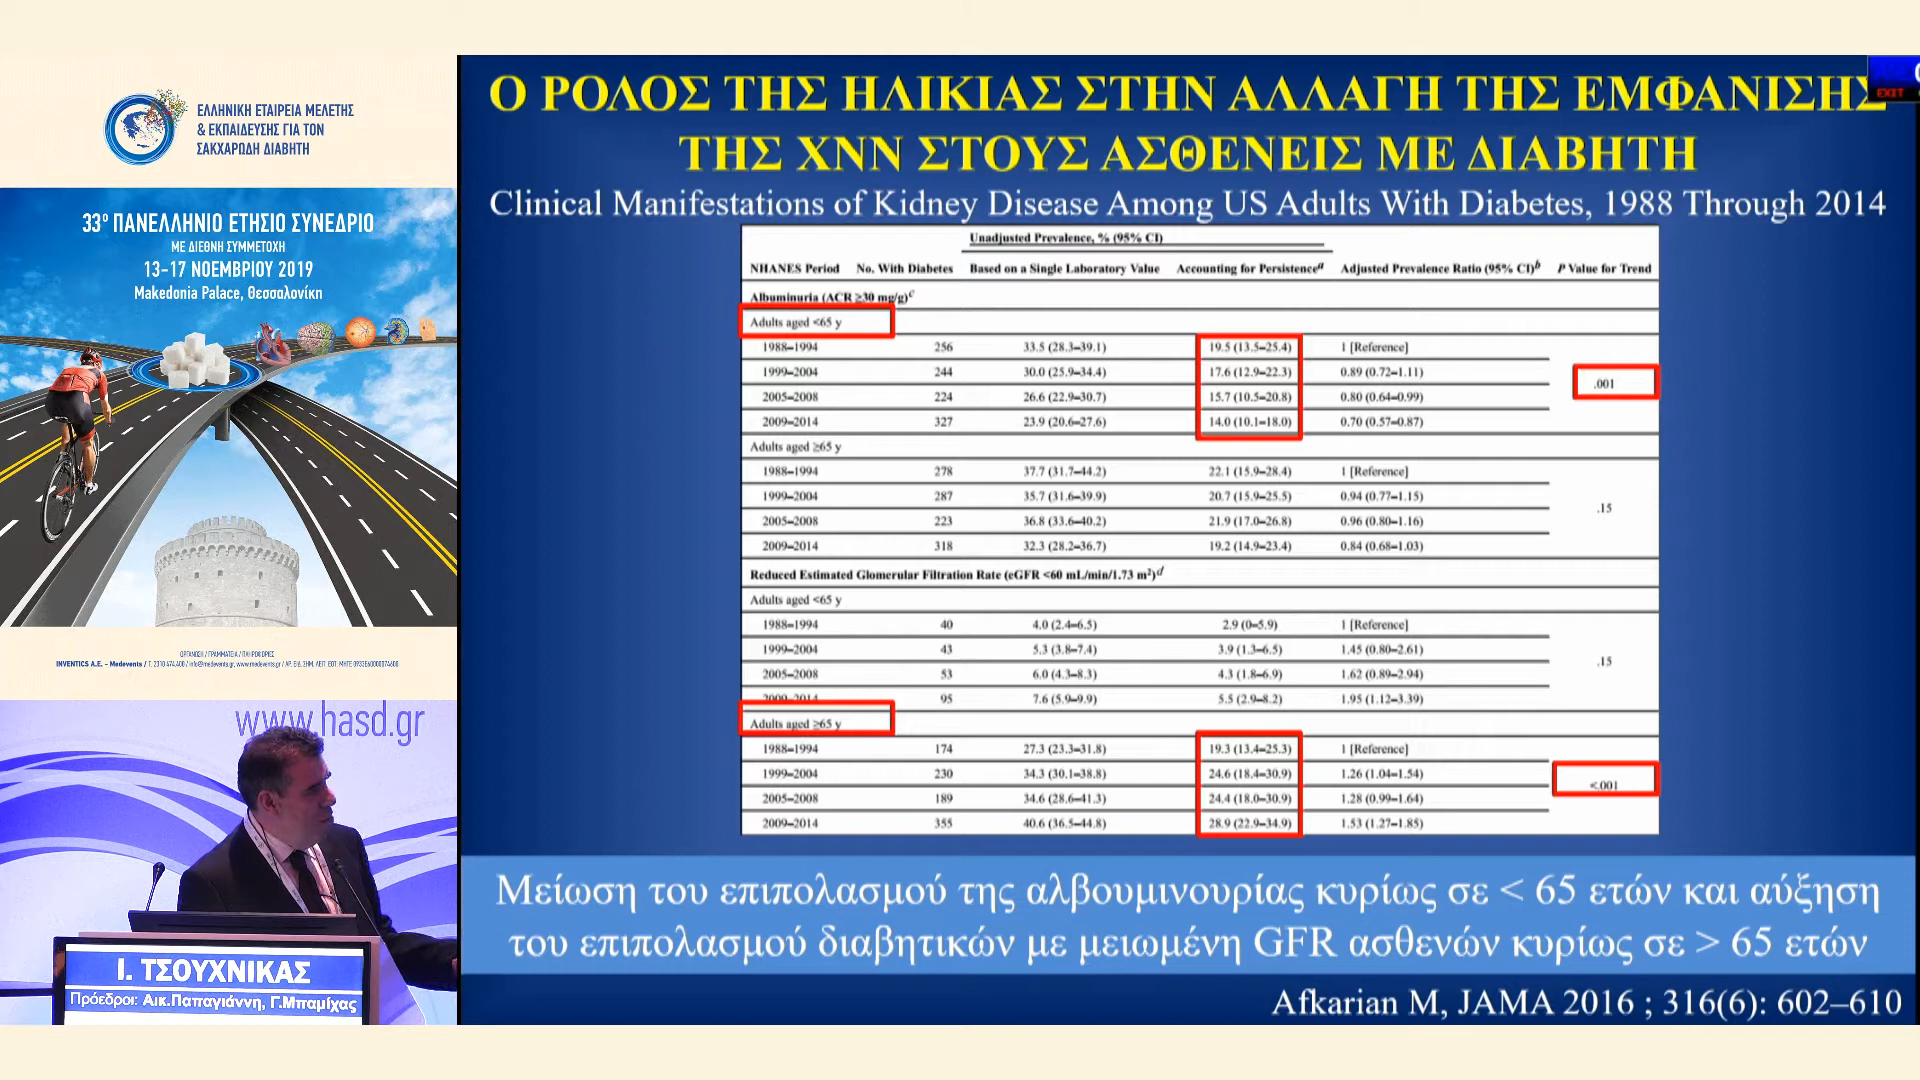 ΕΛΛΗΝΙΚΗ ΕΤΑΙΡΕΙΑ ΜΕΛΕΤΗΣ
& ΕΚΠΑΙΔΕΥΣΗΣ ΓΙΑ ΤΟΝ
ΣΑΚΧΑΡΩΔΗ ΔΙΑΒΗΤΗ
33ο ΠΑΝΕΛΛΗΝΙΟ ΕΤΗΣΙΟ ΣΥΝΕΔΡΙΟ
ΜΕ ΔΙΕΘΝΗ ΣΥΜΜΕΤΟΧΗ
13-17 ΝΟΕΜΒΡΙΟΥ 2019
Makedonia Palace, Θεσσαλονίκη
ΟΡΓΑΝΩΣΗ / ΓΡΑΜΜΑΤΕΙΑ / ΠΛΗΡΟΦΟΡΙΕΣ
INVENTICS A.E. – Medevents / Τ. 2310 474.400 / info@medevents.gr, www.medevents.gr
www.hasd.gr
Ι. ΤΣΟΥΧΝΙΚΑΣ
Πρόεδροι: Αικ.Παπαγιάννη, Γ.Μπαμίχας
EXIT
Ο ΡΟΛΟΣ ΤΗΣ ΗΛΙΚΙΑΣ ΣΤΗΝ ΑΛΛΑΓΗ ΤΗΣ ΕΜΦΑΝΙΣΗΣ
ΤΗΣ ΧΝΝ ΣΤΟΥΣ ΑΣΘΕΝΕΙΣ ΜΕ ΔΙΑΒΗΤΗ
Clinical Manifestations of Kidney Disease Among US Adults With Diabetes, 1988 Through 2014
Unadjusted Prevalence, % (95% CI)
NHANES Period No. With Diabetes Based on a Single Laboratory Value Accounting for Persistence^a Adjusted Prevalence Ratio (95% CI)^b P Value for Trend
Albuminuria (ACR ≥30 mg/g)^c
Adults aged <65 y
1988–1994 256 33.5 (28.3–39.1) 19.5 (13.5–25.4) 1 [Reference]
1999–2004 244 30.0 (25.9–34.4) 17.6 (12.9–22.3) 0.89 (0.72–1.11)
.001
2005–2008 224 26.6 (22.9–30.7) 15.7 (10.5–20.8) 0.80 (0.64–0.99)
2009–2014 327 23.9 (20.6–27.6) 14.0 (10.1–18.0) 0.70 (0.57–0.87)
Adults aged ≥65 y
1988–1994 278 37.7 (31.7–44.2) 22.1 (15.9–28.4) 1 [Reference]
1999–2004 287 35.7 (31.6–39.9) 20.7 (15.9–25.5) 0.94 (0.77–1.15)
.15
2005–2008 223 36.8 (33.6–40.2) 21.9 (17.0–26.8) 0.96 (0.80–1.16)
2009–2014 318 32.3 (28.2–36.7) 19.2 (14.9–23.4) 0.84 (0.68–1.03)
Reduced Estimated Glomerular Filtration Rate (eGFR <60 mL/min/1.73 m²)^d
Adults aged <65 y
1988–1994 40 4.0 (2.4–6.5) 2.9 (0–5.9) 1 [Reference]
1999–2004 43 5.3 (3.8–7.4) 3.9 (1.3–6.5) 1.45 (0.80–2.61)
.15
2005–2008 53 6.0 (4.3–8.3) 4.3 (1.8–6.9) 1.62 (0.89–2.94)
2009–2014 95 7.6 (5.9–9.9) 5.5 (2.9–8.2) 1.95 (1.12–3.39)
Adults aged ≥65 y
1988–1994 174 27.3 (23.3–31.8) 19.3 (13.4–25.3) 1 [Reference]
1999–2004 230 34.3 (30.1–38.8) 24.6 (18.4–30.9) 1.26 (1.04–1.54)
<.001
2005–2008 189 34.6 (28.6–41.3) 24.4 (18.0–30.9) 1.28 (0.99–1.64)
2009–2014 355 40.6 (36.5–44.8) 28.9 (22.9–34.9) 1.53 (1.27–1.85)
Μείωση του επιπολασμού της αλβουμινουρίας κυρίως σε < 65 ετών και αύξηση
του επιπολασμού διαβητικών με μειωμένη GFR ασθενών κυρίως σε > 65 ετών
Afkarian M, JAMA 2016 ; 316(6): 602–610